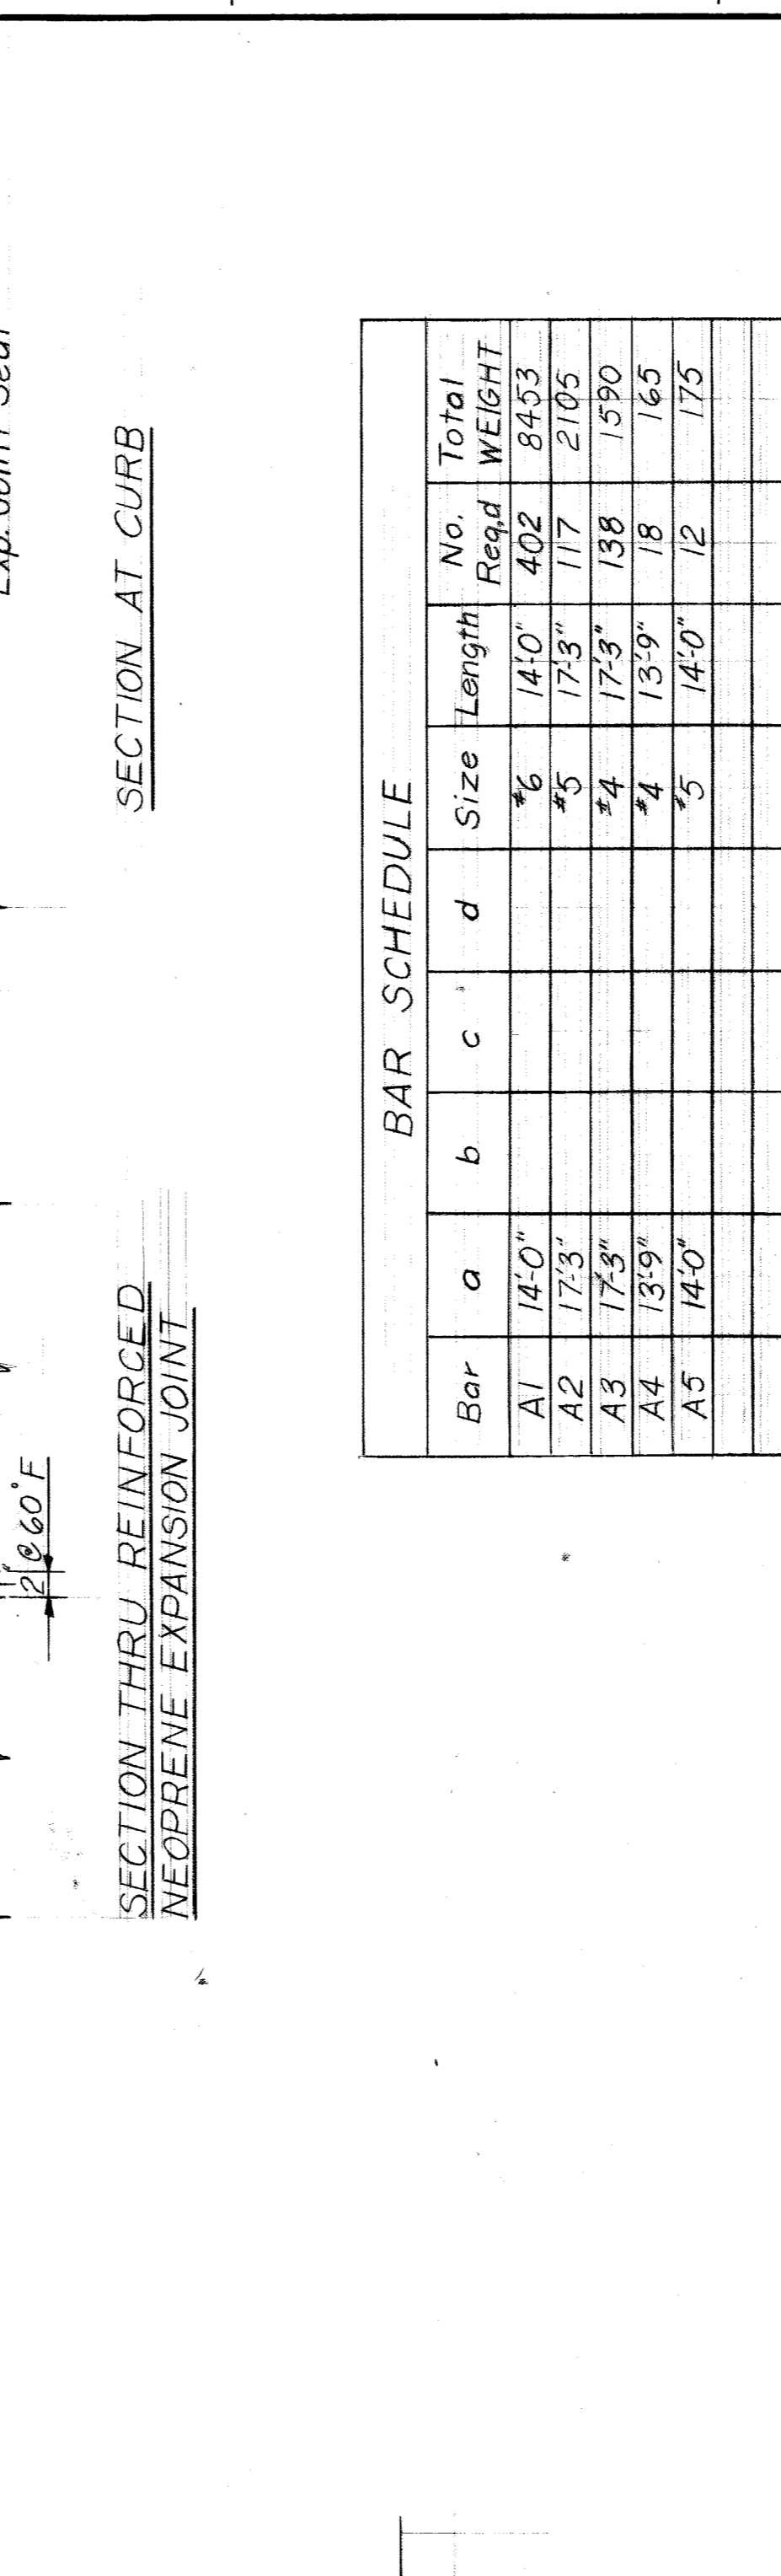 Exp. Joint Seal
1"
2 @ 60°F
SECTION THRU REINFORCED
NEOPRENE EXPANSION JOINT
SECTION AT CURB
BAR SCHEDULE
Bar a b c d Size Length No. Req,d Total WEIGHT
A1 14'-0" #6 14'-0" 402 8453
A2 17'-3" #5 17'-3" 117 2105
A3 17'-3" #4 17'-3" 138 1590
A4 13'-9" #4 13'-9" 18 165
A5 14'-0" #5 14'-0" 12 175